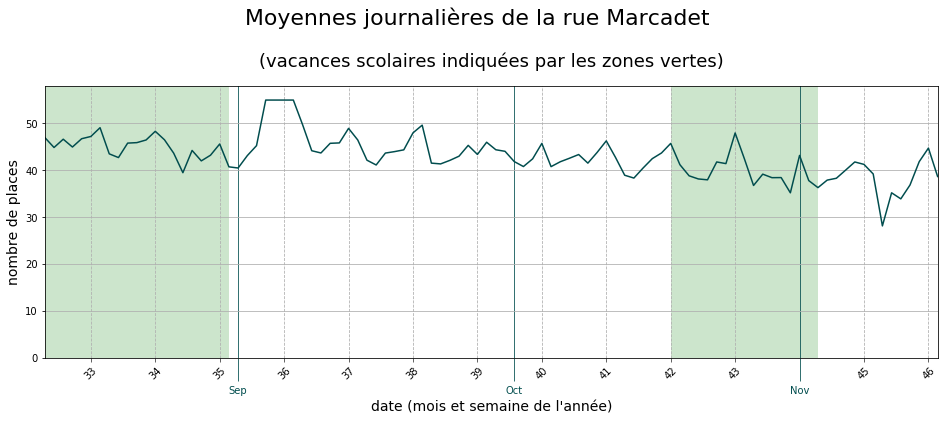 Moyennes journalières de la rue Marcadet
(vacances scolaires indiquées par les zones vertes)
nombre de places
50
40
30
20
10
0
33 34 35 36 37 38 39 40 41 42 43 45 46
Sep Oct Nov
date (mois et semaine de l'année)